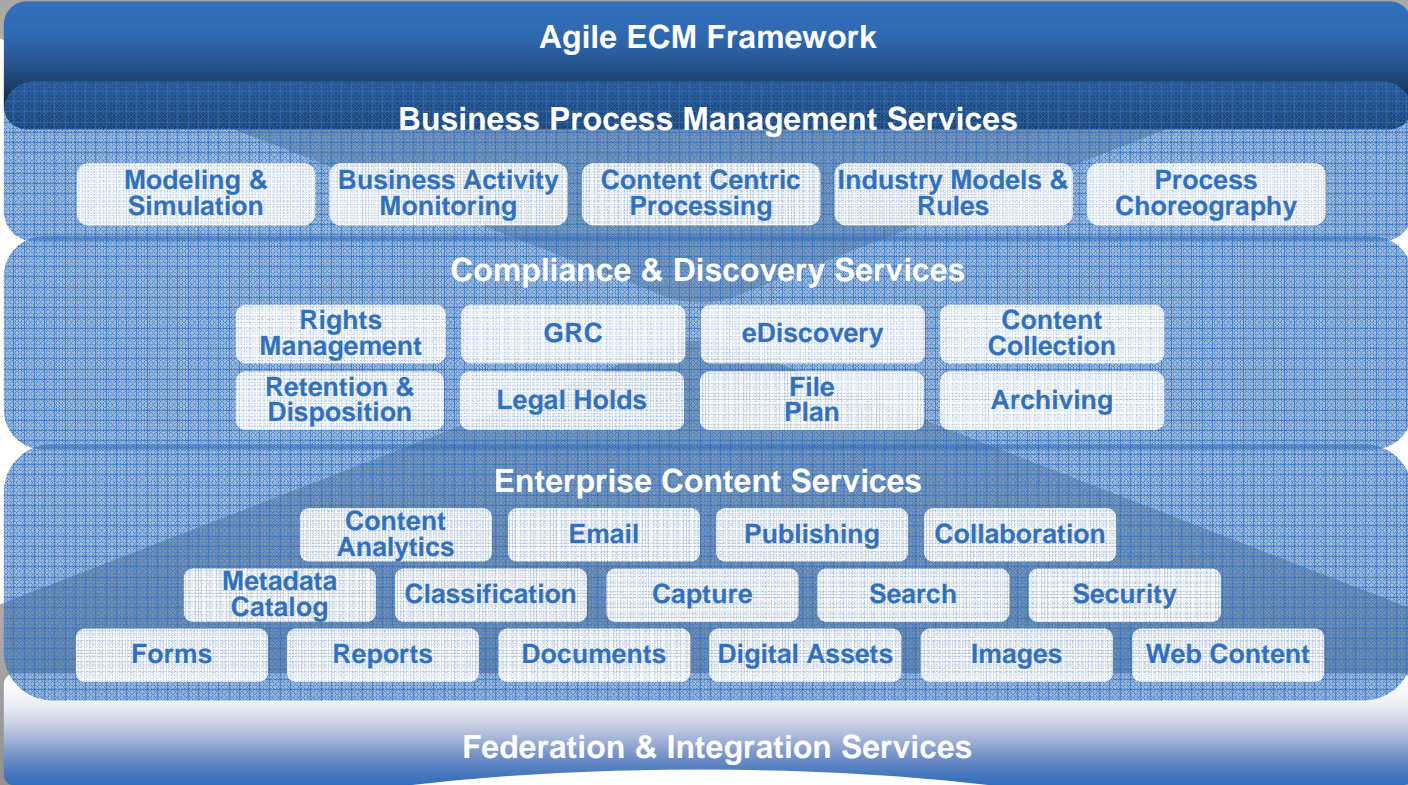 Agile ECM Framework
Business Process Management Services
Modeling &
Simulation
Business Activity
Monitoring
Content Centric
Processing
Industry Models &
Rules
Process
Choreography
Compliance & Discovery Services
Rights
Management
GRC
eDiscovery
Content
Collection
Retention &
Disposition
Legal Holds
File
Plan
Archiving
Enterprise Content Services
Content
Analytics
Email
Publishing
Collaboration
Metadata
Catalog
Classification
Capture
Search
Security
Forms
Reports
Documents
Digital Assets
Images
Web Content
Federation & Integration Services